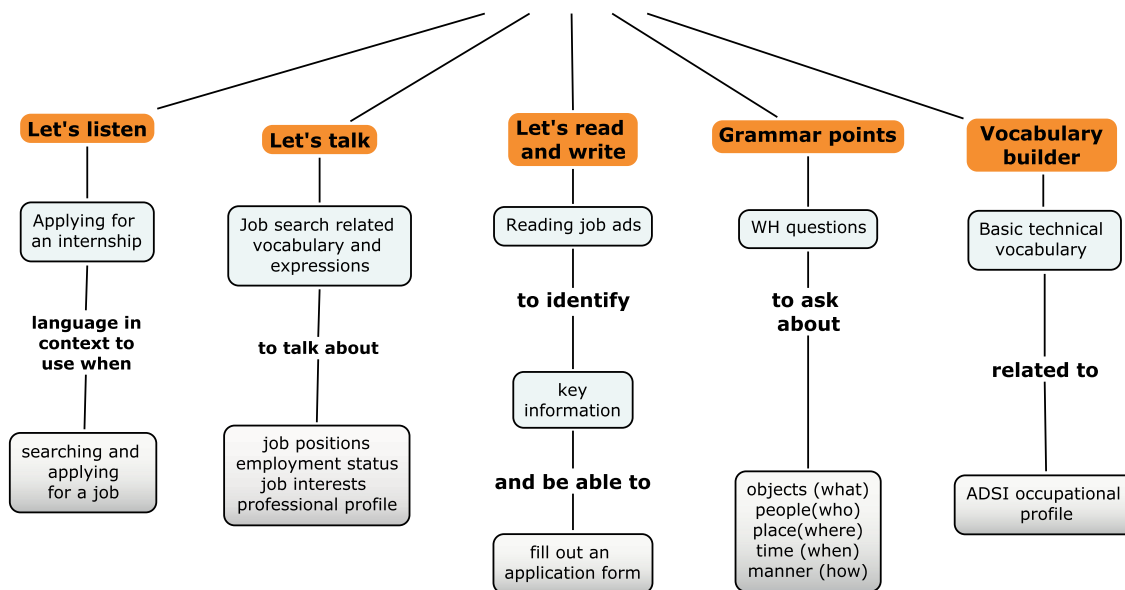 Let's listen
Applying for
an internship
language in
context to
use when
searching and
applying
for a job
Let's talk
Job search related
vocabulary and
expressions
to talk about
job positions
employment status
job interests
professional profile
Let's read
and write
Reading job ads
to identify
key
information
and be able to
fill out an
application form
Grammar points
WH questions
to ask
about
objects (what)
people(who)
place(where)
time (when)
manner (how)
Vocabulary
builder
Basic technical
vocabulary
related to
ADSI occupational
profile